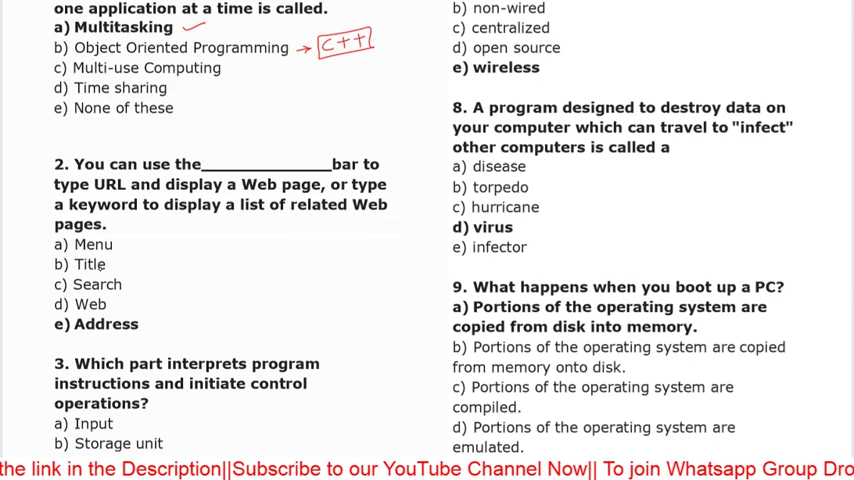 one application at a time is called.
a) Multitasking
b) Object Oriented Programming → C++
c) Multi-use Computing
d) Time sharing
e) None of these
2. You can use the______________bar to
type URL and display a Web page, or type
a keyword to display a list of related Web
pages.
a) Menu
b) Title
c) Search
d) Web
e) Address
3. Which part interprets program
instructions and initiate control
operations?
a) Input
b) Storage unit
b) non-wired
c) centralized
d) open source
e) wireless
8. A program designed to destroy data on
your computer which can travel to "infect"
other computers is called a
a) disease
b) torpedo
c) hurricane
d) virus
e) infector
9. What happens when you boot up a PC?
a) Portions of the operating system are
copied from disk into memory.
b) Portions of the operating system are copied
from memory onto disk.
c) Portions of the operating system are
compiled.
d) Portions of the operating system are
emulated.
the link in the Description||Subscribe to our YouTube Channel Now|| To join Whatsapp Group Dro